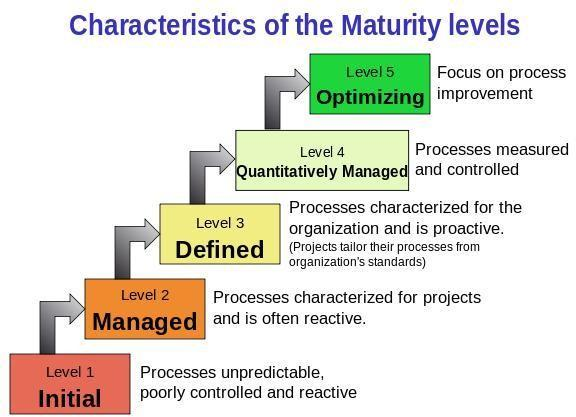 Characteristics of the Maturity levels
Level 5
Optimizing
Focus on process
improvement
Level 4
Quantitatively Managed
Processes measured
and controlled
Level 3
Defined
Processes characterized for the
organization and is proactive.
(Projects tailor their processes from
organization's standards)
Level 2
Managed
Processes characterized for projects
and is often reactive.
Level 1
Initial
Processes unpredictable,
poorly controlled and reactive